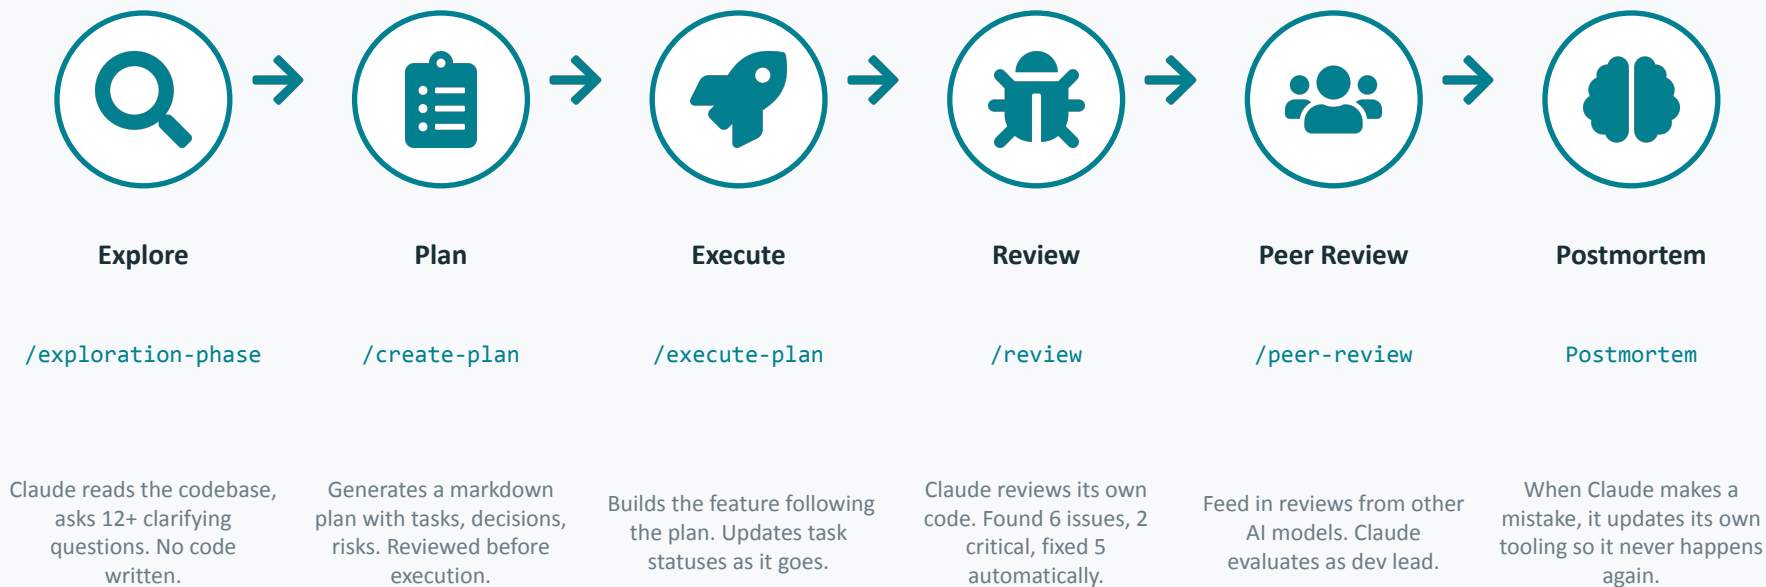 Explore
Plan
Execute
Review
Peer Review
Postmortem
/exploration-phase
/create-plan
/execute-plan
/review
/peer-review
Postmortem
Claude reads the codebase,
asks 12+ clarifying
questions. No code
written.
Generates a markdown
plan with tasks, decisions,
risks. Reviewed before
execution.
Builds the feature following
the plan. Updates task
statuses as it goes.
Claude reviews its own
code. Found 6 issues, 2
critical, fixed 5
automatically.
Feed in reviews from other
AI models. Claude
evaluates as dev lead.
When Claude makes a
mistake, it updates its own
tooling so it never happens
again.